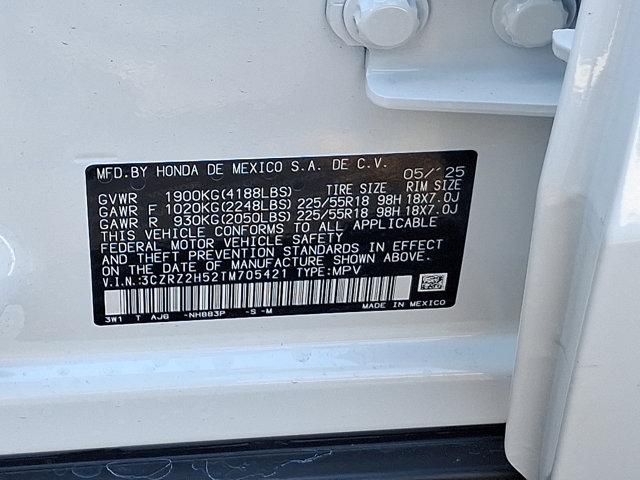 MFD.BY HONDA DE MEXICO S.A. DE C.V. 05/'25
GVWR 1900KG(4188LBS) TIRE SIZE RIM SIZE
GAWR F 1020KG(2248LBS) 225/55R18 98H 18X7.0J
GAWR R 930KG(2050LBS) 225/55R18 98H 18X7.0J
THIS VEHICLE CONFORMS TO ALL APPLICABLE
FEDERAL MOTOR VEHICLE SAFETY
AND THEFT PREVENTION STANDARDS IN EFFECT
ON THE DATE OF MANUFACTURE SHOWN ABOVE.
V.I.N.:3CZRZ2H52TM705421 TYPE:MPV
3W1 T AJ6 -NH883P -S -M MADE IN MEXICO